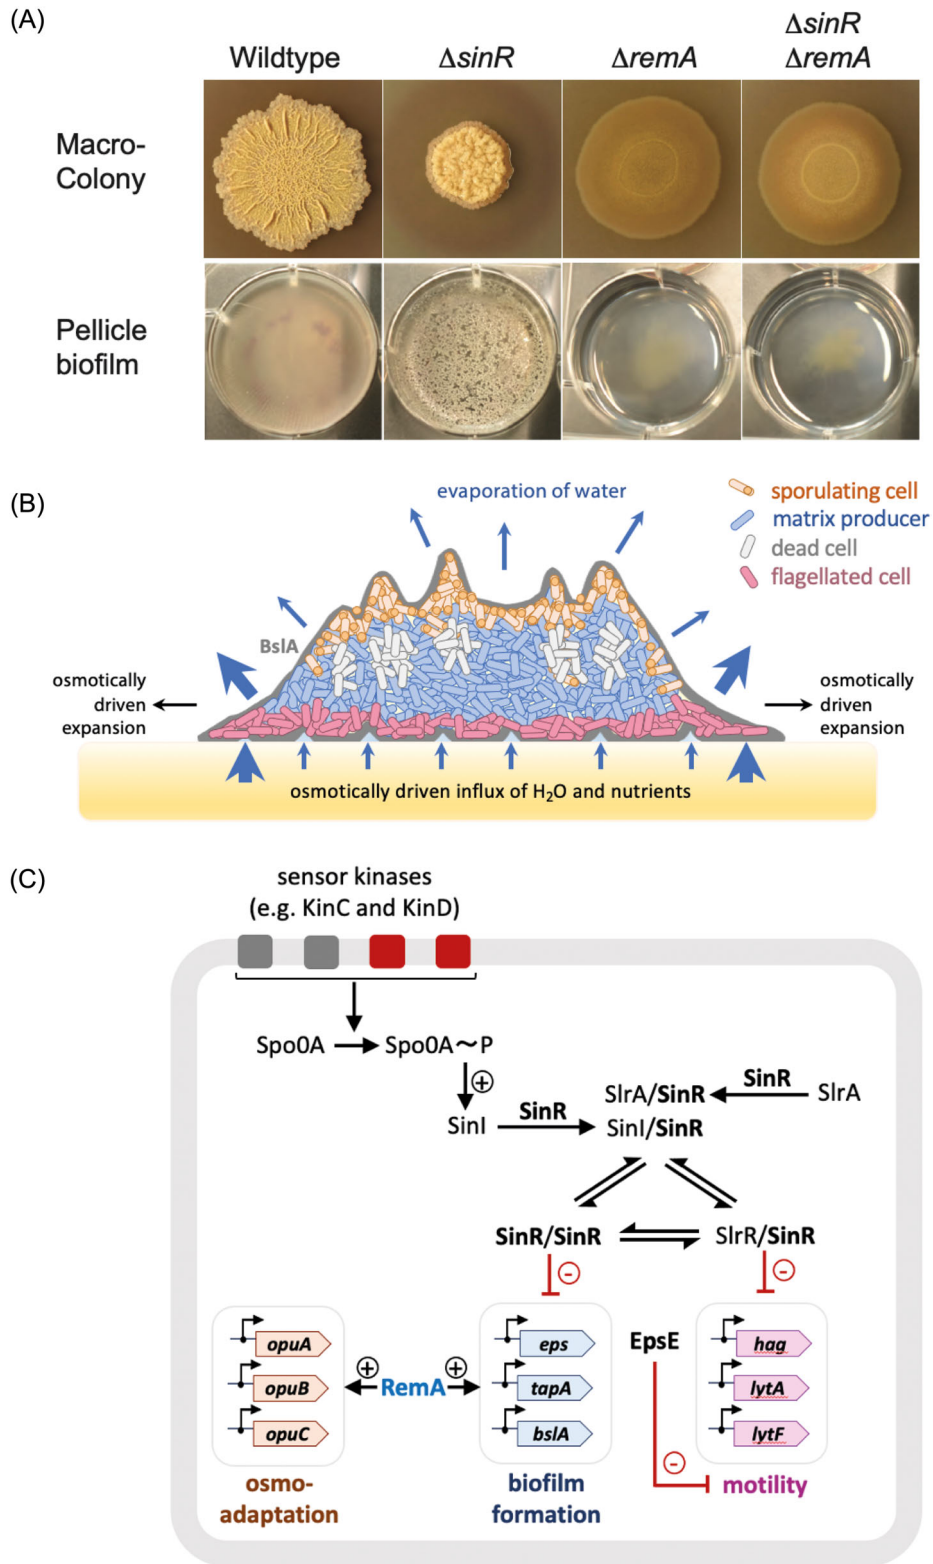 (A)
Wildtype
ΔsinR
ΔremA
ΔsinR
ΔremA
Macro-
Colony
Pellicle
biofilm
(B)
evaporation of water
sporulating cell
matrix producer
dead cell
flagellated cell
BslA
osmotically
driven
expansion
osmotically
driven
expansion
osmotically driven influx of H₂O and nutrients
(C)
sensor kinases
(e.g. KinC and KinD)
Spo0A
Spo0A~P
+
SinI
SinR
SlrA/SinR
SinI/SinR
SinR
SlrA
SinR/SinR
SlrR/SinR
-
-
opuA
opuB
opuC
+
RemA
+
eps
tapA
bslA
EpsE
-
hag
lytA
lytF
osmo-
adaptation
biofilm
formation
motility